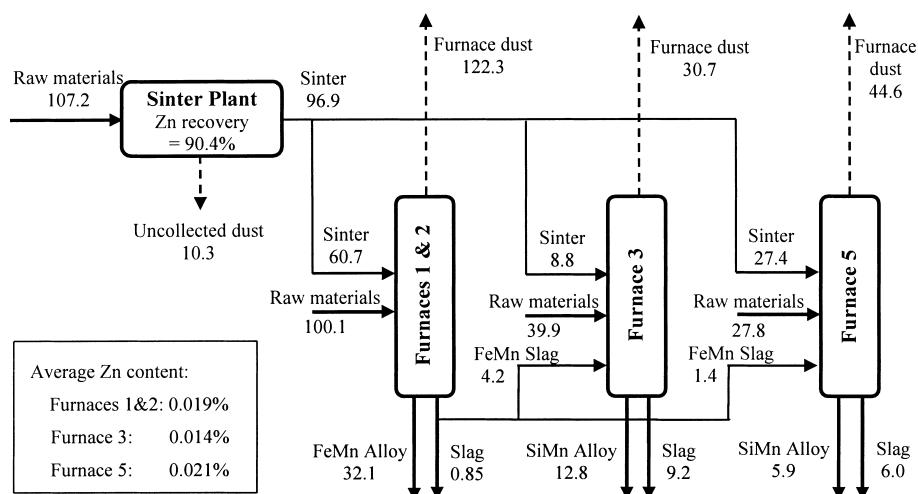 Raw materials
107.2
Sinter Plant
Zn recovery
= 90.4%
Sinter
96.9
Uncollected dust
10.3
Furnace dust
122.3
Furnace dust
30.7
Furnace
dust
44.6
Sinter
60.7
Raw materials
100.1
Furnaces 1 & 2
Sinter
8.8
Raw materials
39.9
FeMn Slag
4.2
Furnace 3
Sinter
27.4
Raw materials
27.8
FeMn Slag
1.4
Furnace 5
Average Zn content:
Furnaces 1&2: 0.019%
Furnace 3: 0.014%
Furnace 5: 0.021%
FeMn Alloy
32.1
Slag
0.85
SiMn Alloy
12.8
Slag
9.2
SiMn Alloy
5.9
Slag
6.0